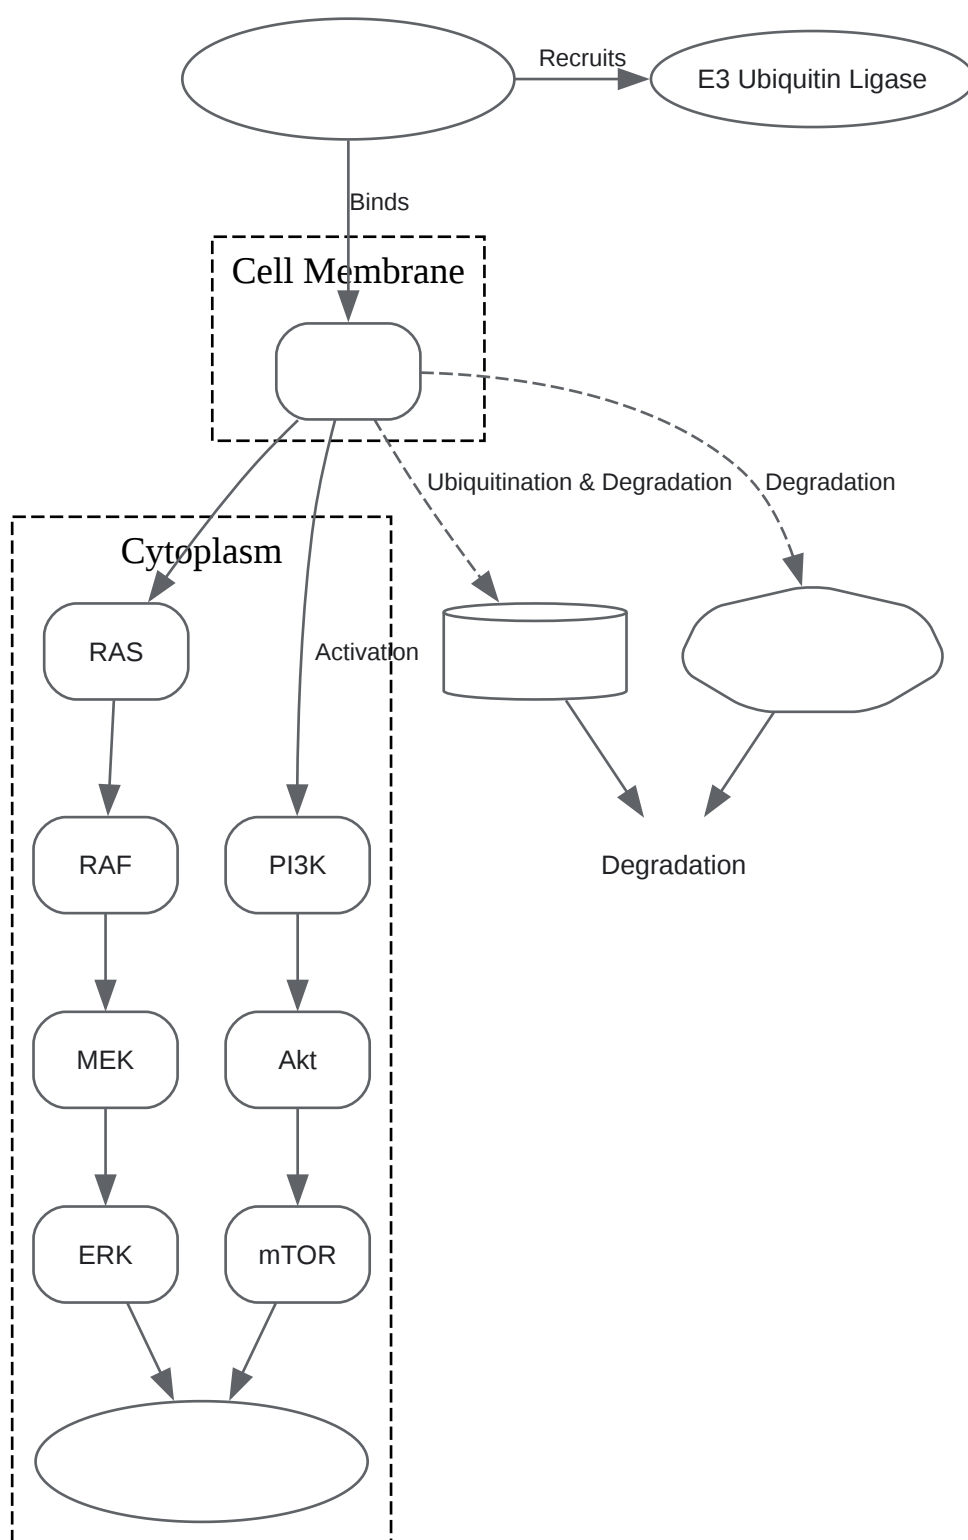 Recruits
E3 Ubiquitin Ligase
Binds
Cell Membrane
Ubiquitination & Degradation
Degradation
Cytoplasm
RAS
Activation
RAF
PI3K
Degradation
MEK
Akt
ERK
mTOR